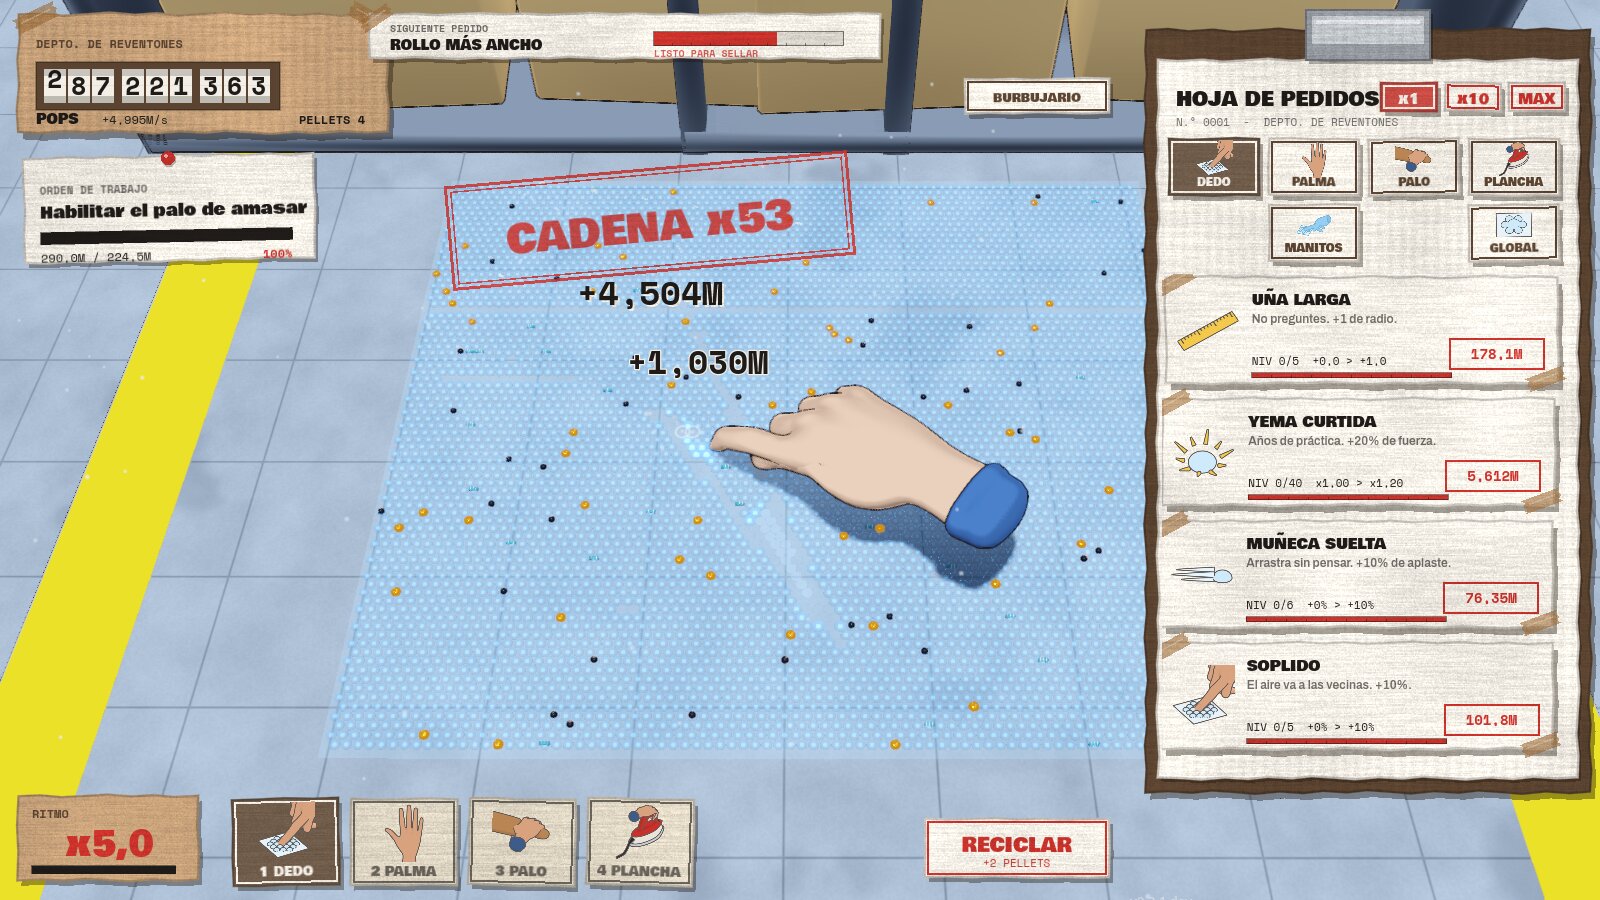 DEPTO. DE REVENTONES
287 221 363
POPS +4,995M/s PELLETS 4
SIGUIENTE PEDIDO
ROLLO MÁS ANCHO
LISTO PARA SELLAR
BURBUJARIO
ORDEN DE TRABAJO
Habilitar el palo de amasar
290,0M / 224,5M 100%
CADENA x53
+4,504M
+1,030M
HOJA DE PEDIDOS x1 x10 MAX
N.° 0001 - DEPTO. DE REVENTONES
DEDO PALMA PALO PLANCHA
MANITOS GLOBAL
UÑA LARGA
No preguntes. +1 de radio.
NIV 0/5 +0,0 > +1,0 178,1M
YEMA CURTIDA
Años de práctica. +20% de fuerza.
NIV 0/40 x1,00 > x1,20 5,612M
MUÑECA SUELTA
Arrastra sin pensar. +10% de aplaste.
NIV 0/6 +0% > +10% 76,35M
SOPLIDO
El aire va a las vecinas. +10%.
NIV 0/5 +0% > +10% 101,8M
RITMO
x5,0
1 DEDO 2 PALMA 3 PALO 4 PLANCHA
RECICLAR
+2 PELLETS